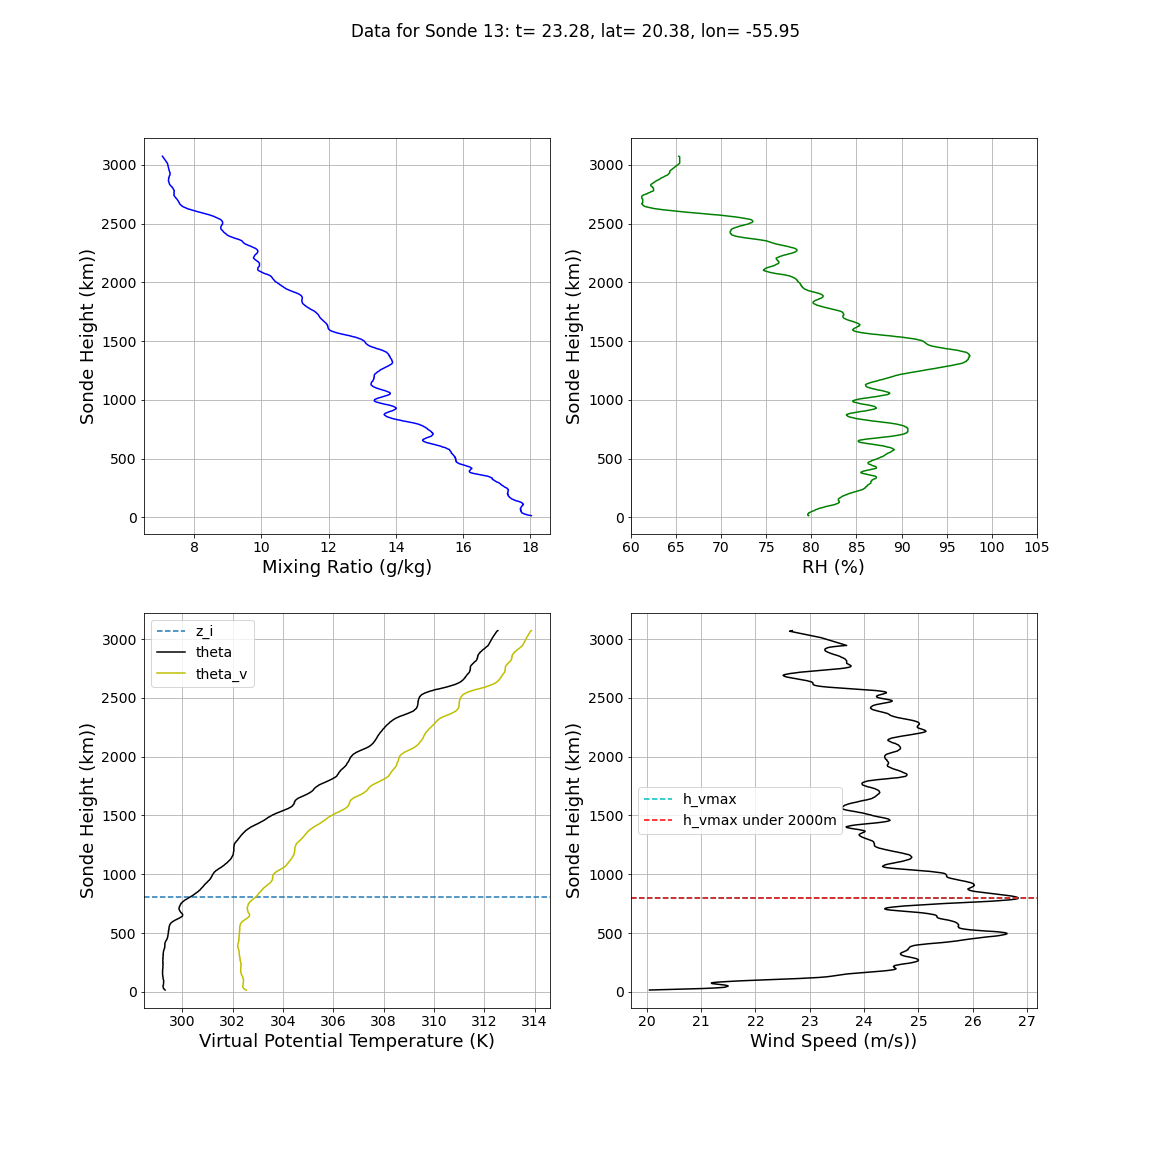 Data for Sonde 13: t= 23.28, lat= 20.38, lon= -55.95
3000
2500
2000
1500
1000
500
0
Sonde Height (km))
8 10 12 14 16 18
Mixing Ratio (g/kg)
3000
2500
2000
1500
1000
500
0
Sonde Height (km))
60 65 70 75 80 85 90 95 100 105
RH (%)
3000
2500
2000
1500
1000
500
0
Sonde Height (km))
z_i
theta
theta_v
300 302 304 306 308 310 312 314
Virtual Potential Temperature (K)
3000
2500
2000
1500
1000
500
0
Sonde Height (km))
h_vmax
h_vmax under 2000m
20 21 22 23 24 25 26 27
Wind Speed (m/s))